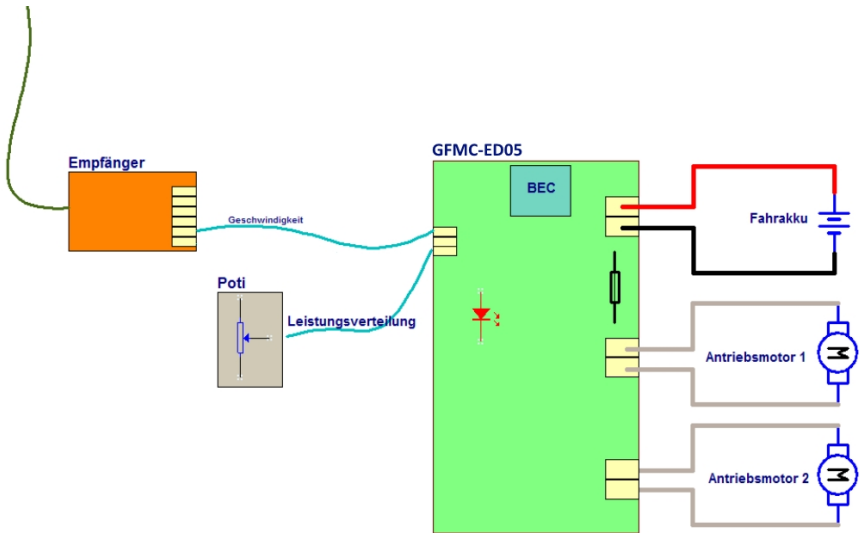 GFMC-ED05
Empfänger
BEC
Geschwindigkeit
Fahrakku
Poti
Leistungsverteilung
M
Antriebsmotor 1
M
Antriebsmotor 2